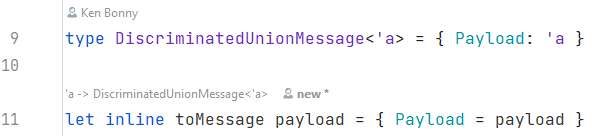 Ken Bonny
9 type DiscriminatedUnionMessage<'a> = { Payload: 'a }
10
'a -> DiscriminatedUnionMessage<'a> new *
11 let inline toMessage payload = { Payload = payload }